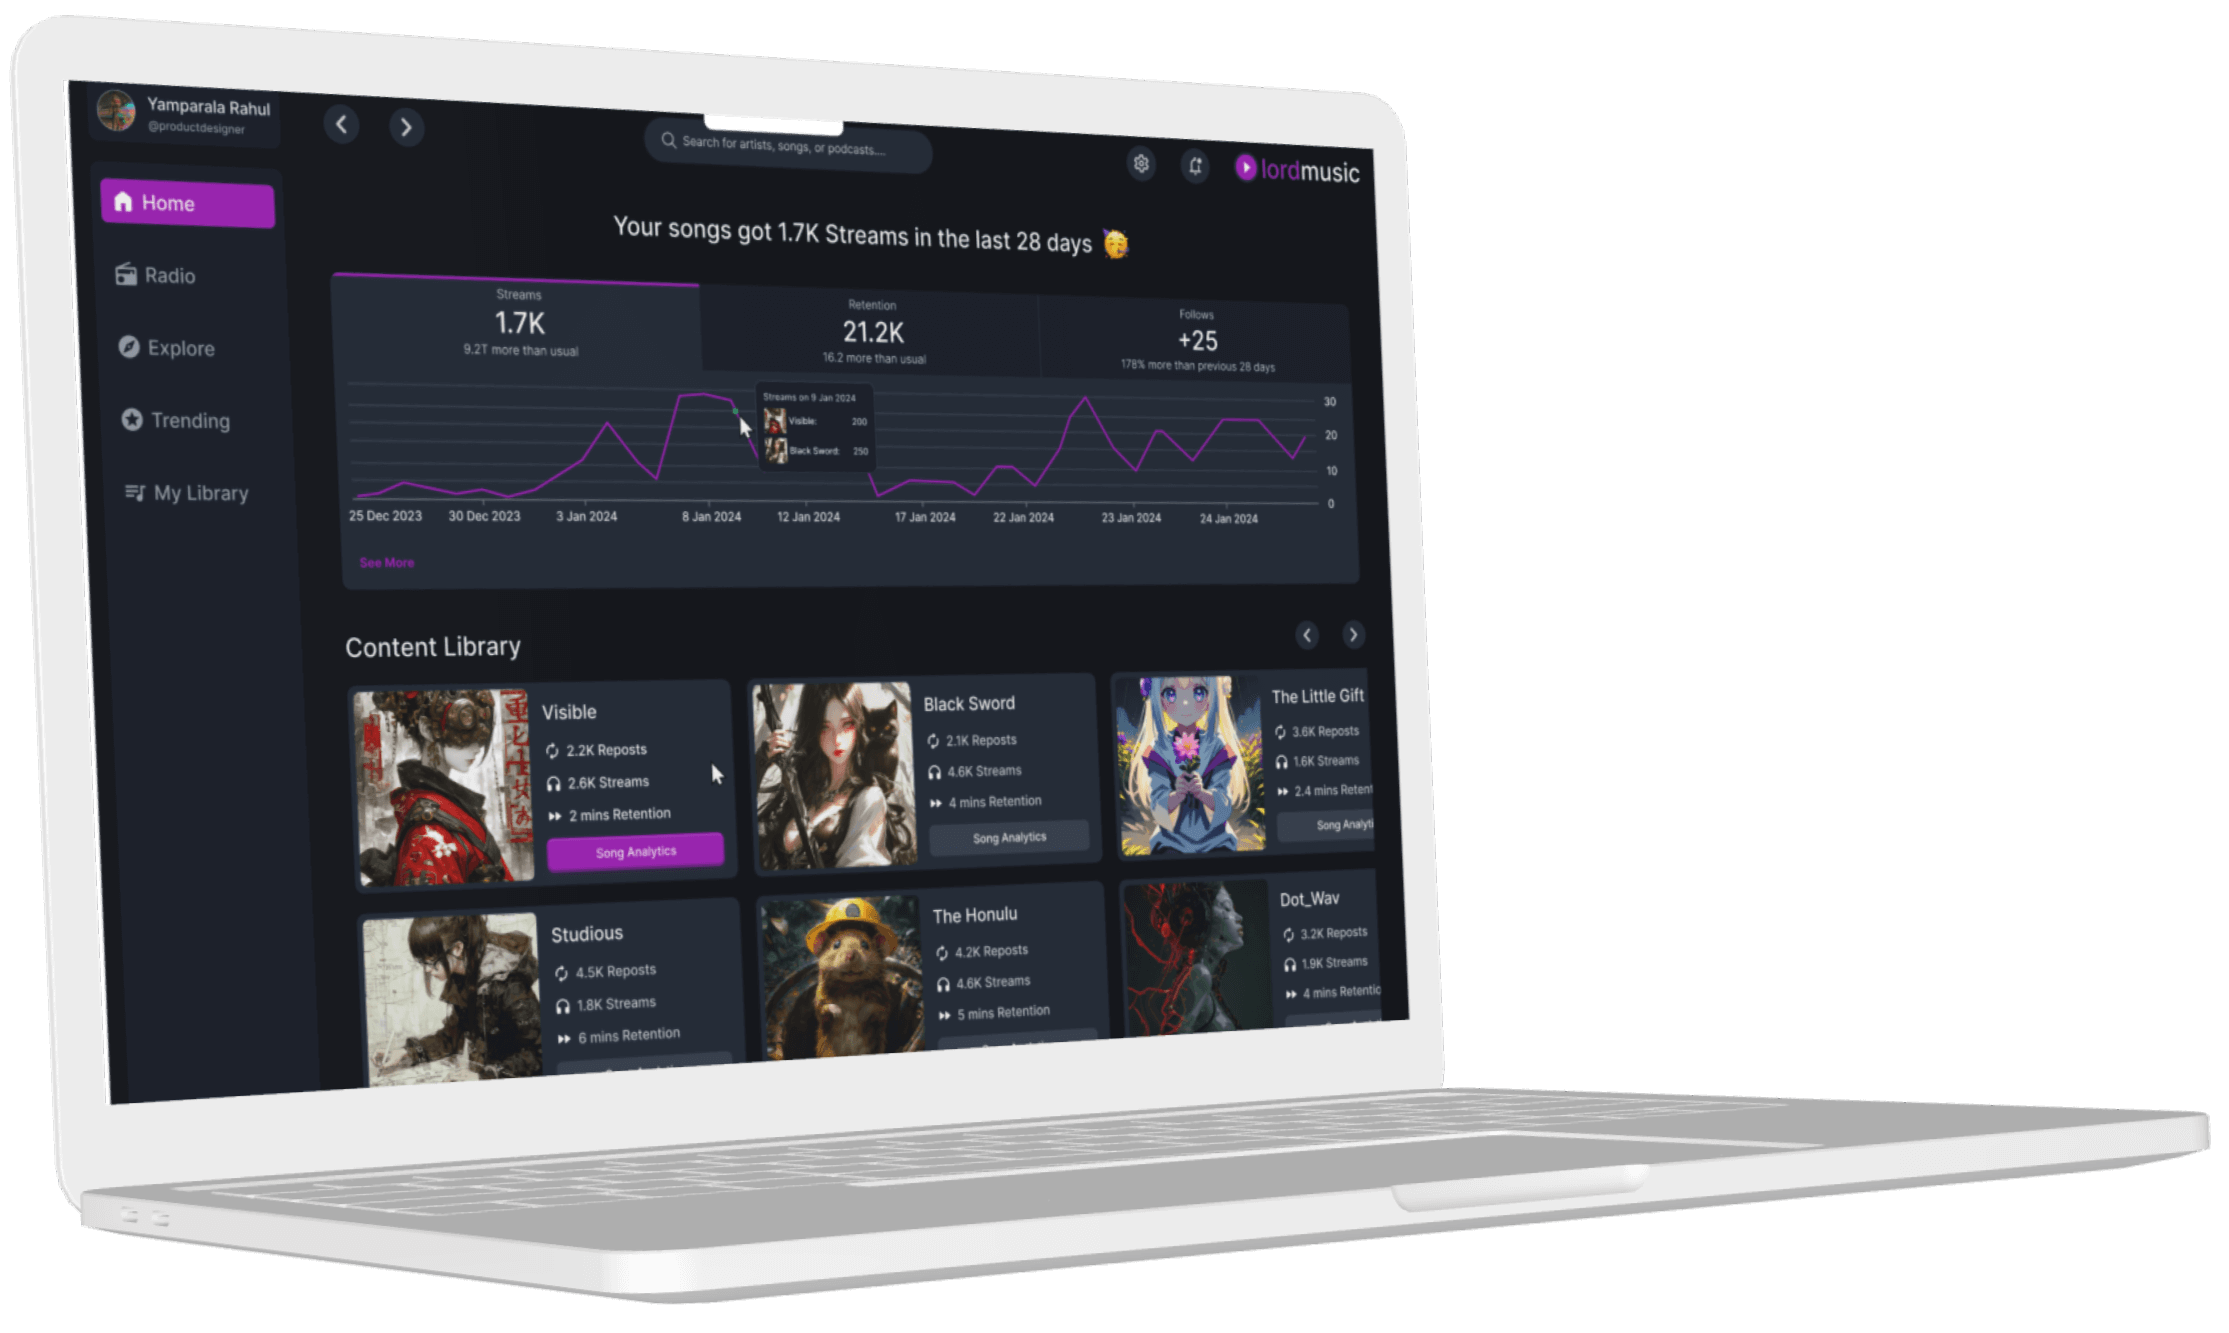 Yamparala Rahul
@productdesigner
Search for artists, songs, or podcasts....
lordmusic
Home
Radio
Explore
Trending
My Library
Your songs got 1.7K Streams in the last 28 days 🥳
Streams
1.7K
9.2T more than usual
Retention
21.2K
16.2 more than usual
Follows
+25
178% more than previous 28 days
Streams on 9 Jan 2024
Visible: 200
Black Sword: 250
30
20
10
0
25 Dec 2023 30 Dec 2023 3 Jan 2024 8 Jan 2024 12 Jan 2024 17 Jan 2024 22 Jan 2024 23 Jan 2024 24 Jan 2024
See More
Content Library
Visible
2.2K Reposts
2.6K Streams
2 mins Retention
Song Analytics
Black Sword
2.1K Reposts
4.6K Streams
4 mins Retention
Song Analytics
The Little Gift
3.6K Reposts
1.6K Streams
2.4 mins Retent
Song Analyti
Studious
4.5K Reposts
1.8K Streams
6 mins Retention
The Honulu
4.2K Reposts
4.6K Streams
5 mins Retention
Dot_Wav
3.2K Reposts
1.9K Streams
4 mins Retentio